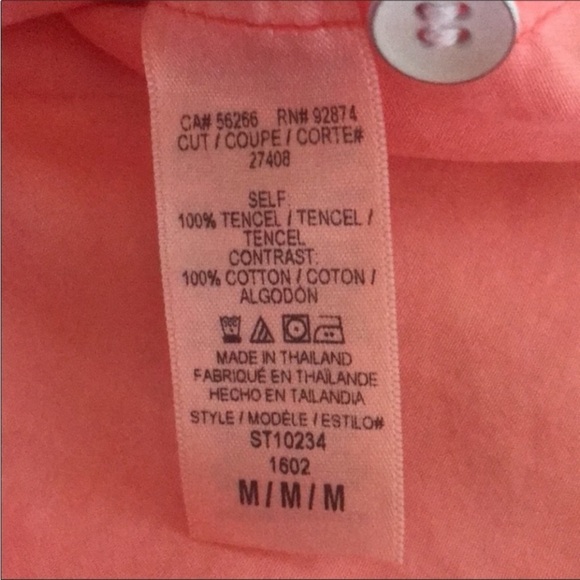 CA# 56266 RN# 92874
CUT / COUPE / CORTE#
27408
SELF:
100% TENCEL / TENCEL /
TENCEL
CONTRAST:
100% COTTON / COTON /
ALGODÓN
MADE IN THAILAND
FABRIQUÉ EN THAÏLANDE
HECHO EN TAILANDIA
STYLE / MODÈLE / ESTILO#
ST10234
1602
M / M / M